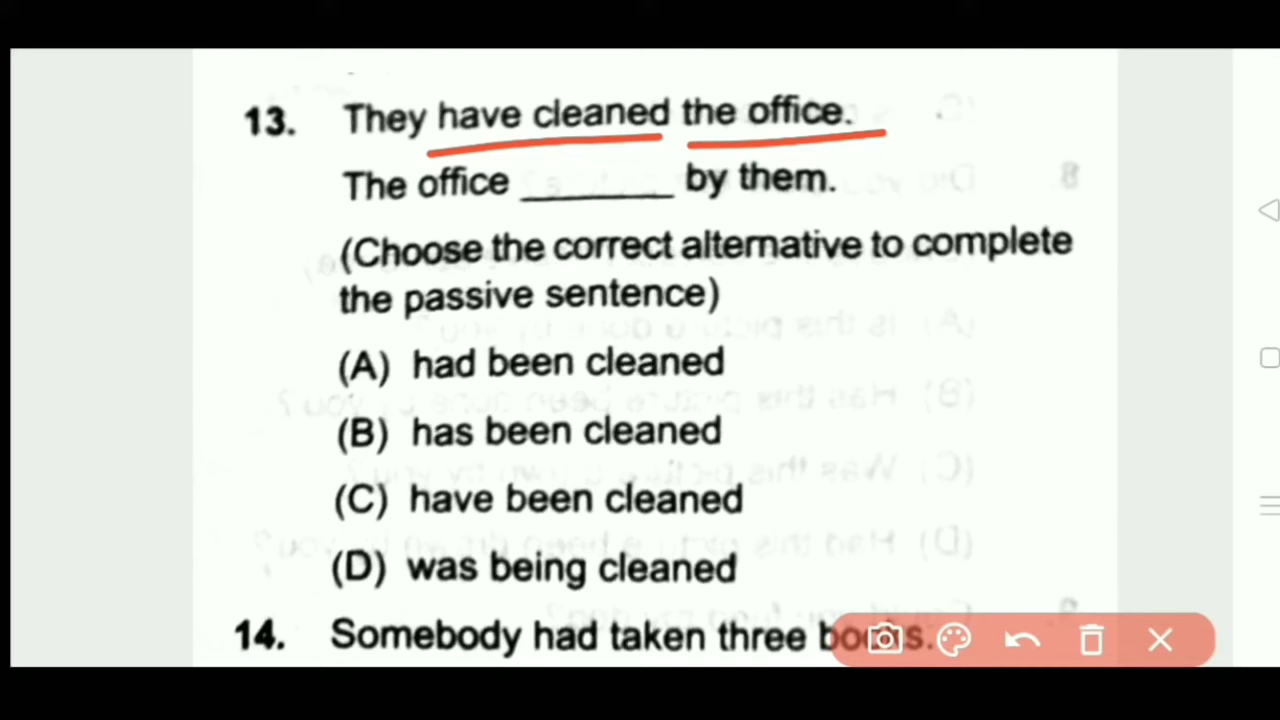 13. They have cleaned the office.
The office ________ by them.
(Choose the correct alternative to complete
the passive sentence)
(A) had been cleaned
(B) has been cleaned
(C) have been cleaned
(D) was being cleaned
14. Somebody had taken three books.